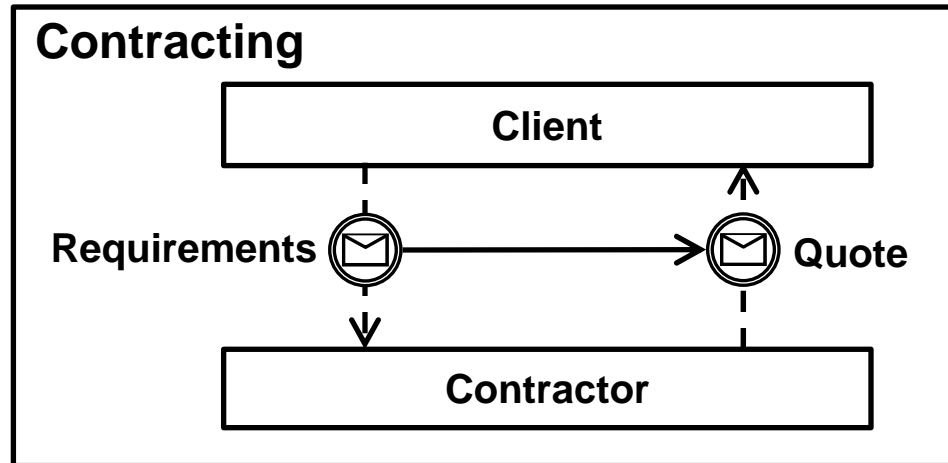 Contracting
Client
Requirements
Quote
Contractor